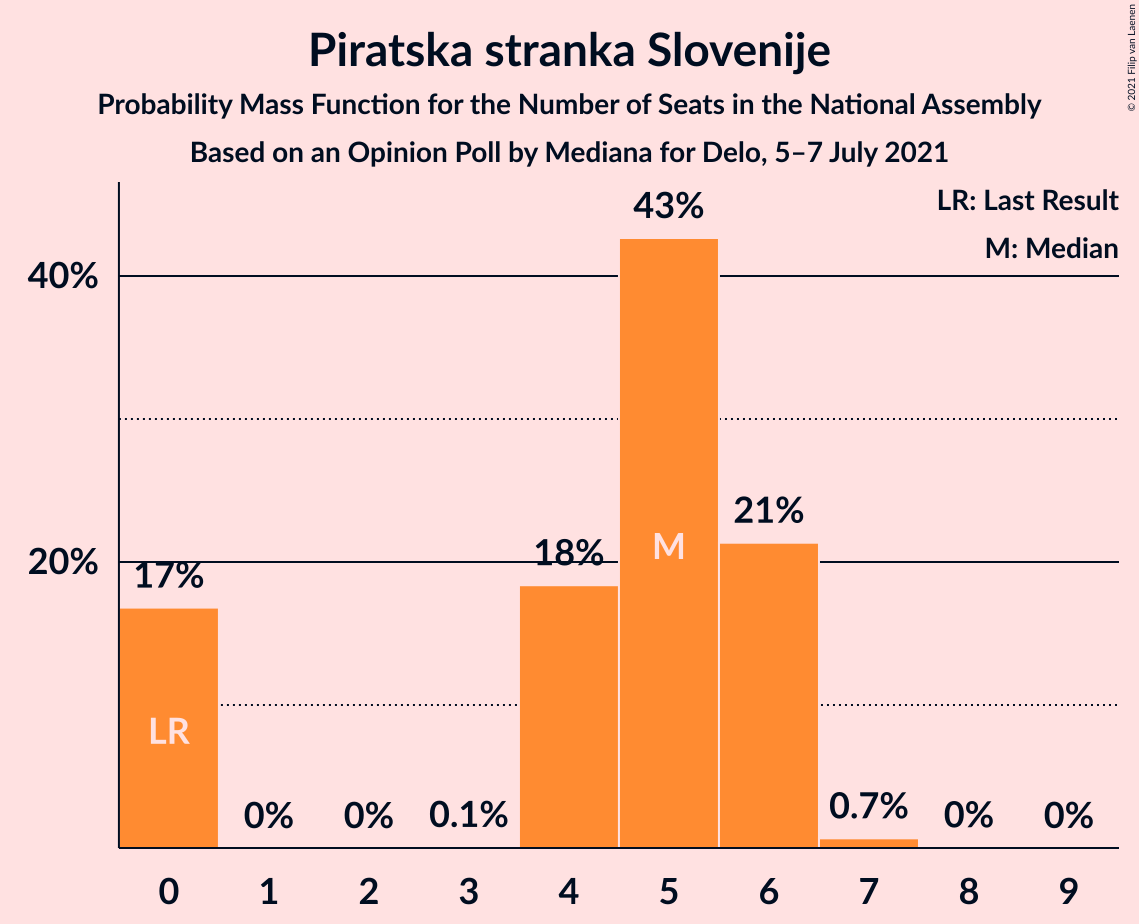 Piratska stranka Slovenije
Probability Mass Function for the Number of Seats in the National Assembly
Based on an Opinion Poll by Mediana for Delo, 5–7 July 2021
© 2021 Filip van Laenen
LR: Last Result
M: Median
40%
20%
17%
0%
0%
0.1%
18%
43%
21%
0.7%
0%
0%
LR
M
0 1 2 3 4 5 6 7 8 9